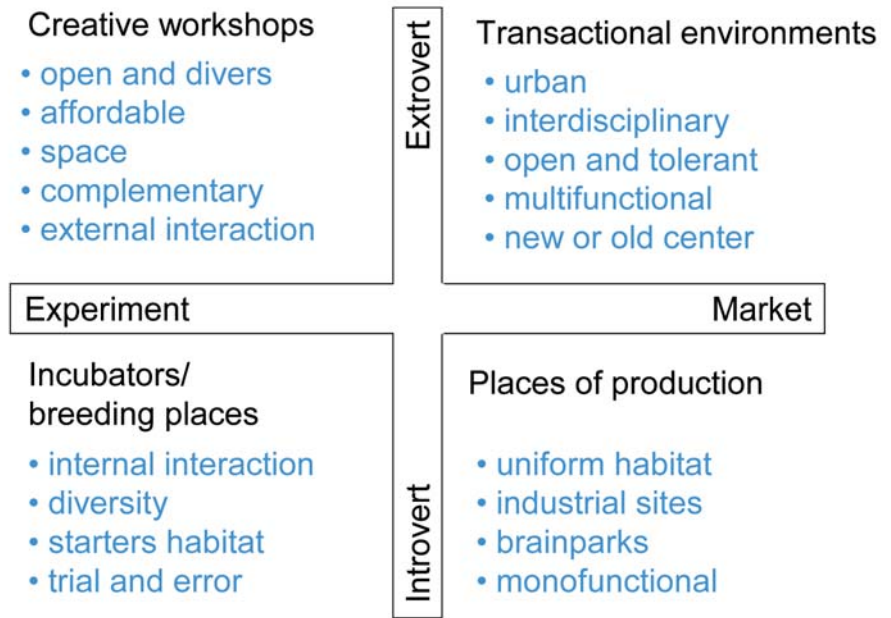 Creative workshops
• open and divers
• affordable
• space
• complementary
• external interaction
Extrovert
Transactional environments
• urban
• interdisciplinary
• open and tolerant
• multifunctional
• new or old center
Experiment
Market
Incubators/
breeding places
• internal interaction
• diversity
• starters habitat
• trial and error
Introvert
Places of production
• uniform habitat
• industrial sites
• brainparks
• monofunctional